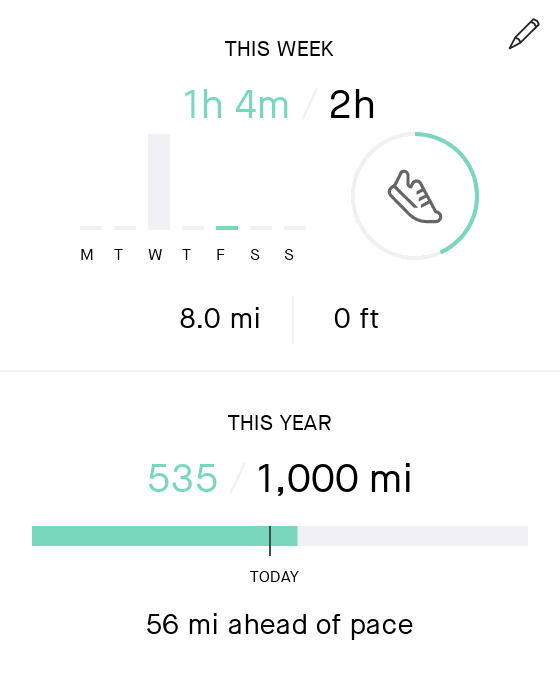 THIS WEEK
1h 4m / 2h
M T W T F S S
8.0 mi 0 ft
THIS YEAR
535 / 1,000 mi
TODAY
56 mi ahead of pace